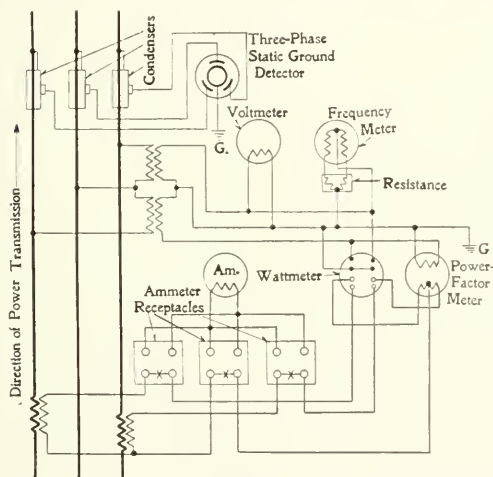 Condensers
Three-Phase
Static Ground
Detector
G.
Voltmeter
Frequency
Meter
Resistance
Direction of Power Transmission
G
Am.
Wattmeter
Power-
Factor
Meter
Ammeter
Receptacles
X
X
X